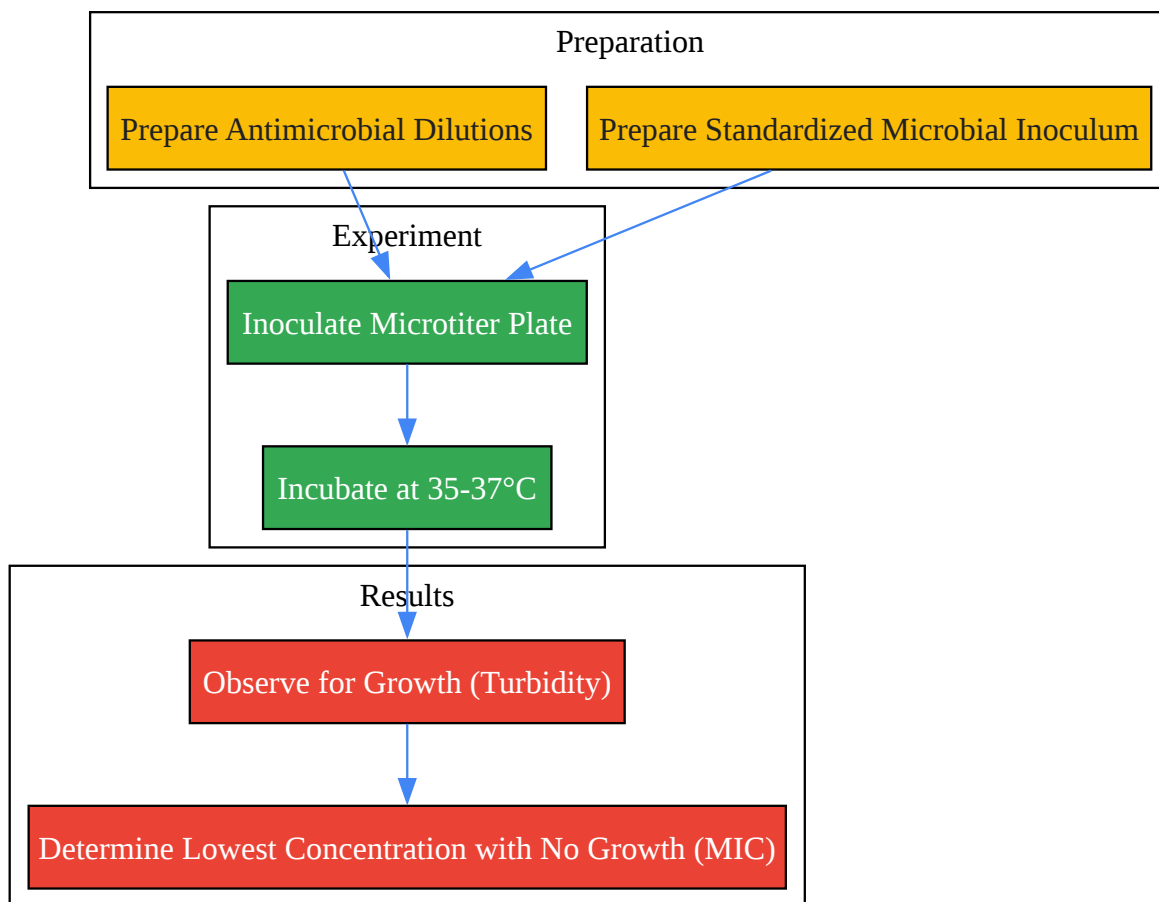 Preparation
Prepare Antimicrobial Dilutions
Prepare Standardized Microbial Inoculum
Experiment
Inoculate Microtiter Plate
Incubate at 35-37°C
Results
Observe for Growth (Turbidity)
Determine Lowest Concentration with No Growth (MIC)